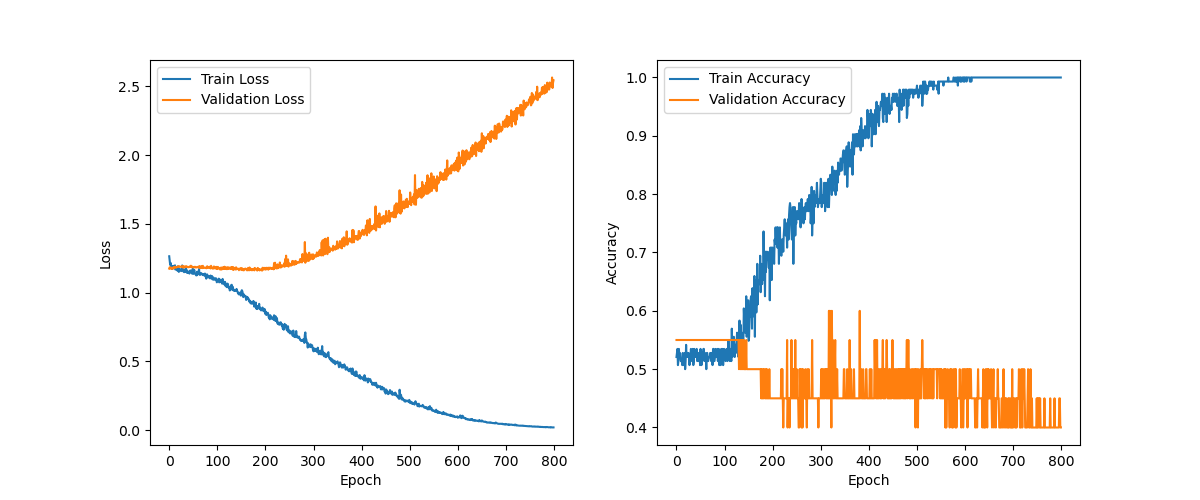 Train Loss
Validation Loss
2.5
2.0
1.5
1.0
0.5
0.0
Loss
0 100 200 300 400 500 600 700 800
Epoch
Train Accuracy
Validation Accuracy
1.0
0.9
0.8
0.7
0.6
0.5
0.4
Accuracy
0 100 200 300 400 500 600 700 800
Epoch